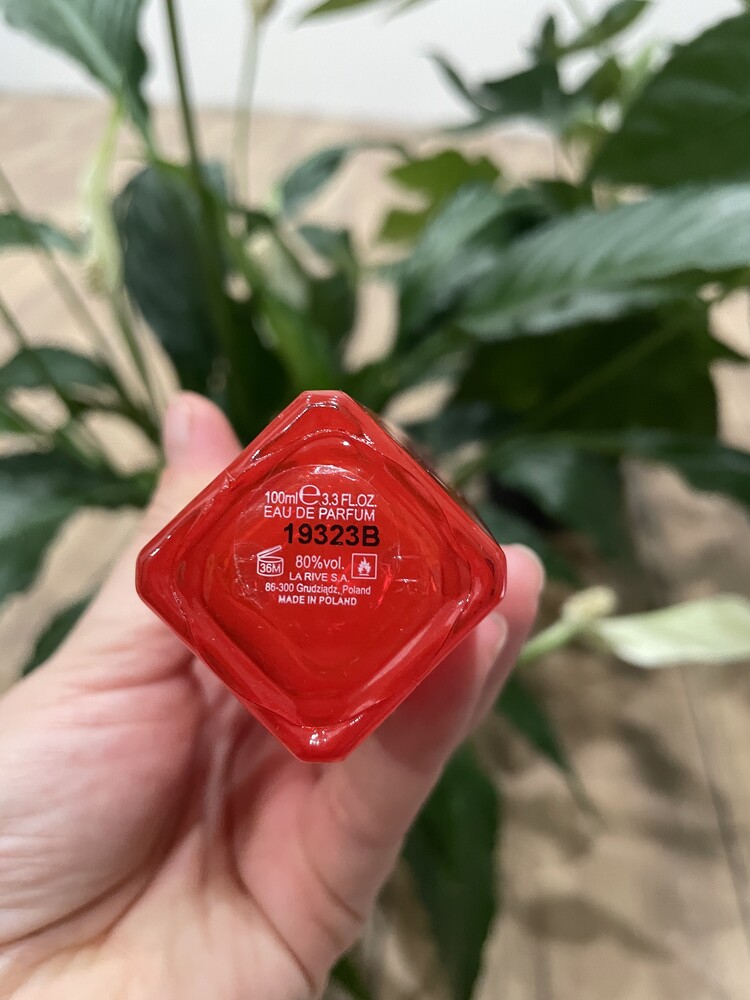 100ml ℮ 3.3 FL.OZ.
EAU DE PARFUM
19323B
36M 80%vol.
LA RIVE S.A.
86-300 Grudziądz, Poland
MADE IN POLAND